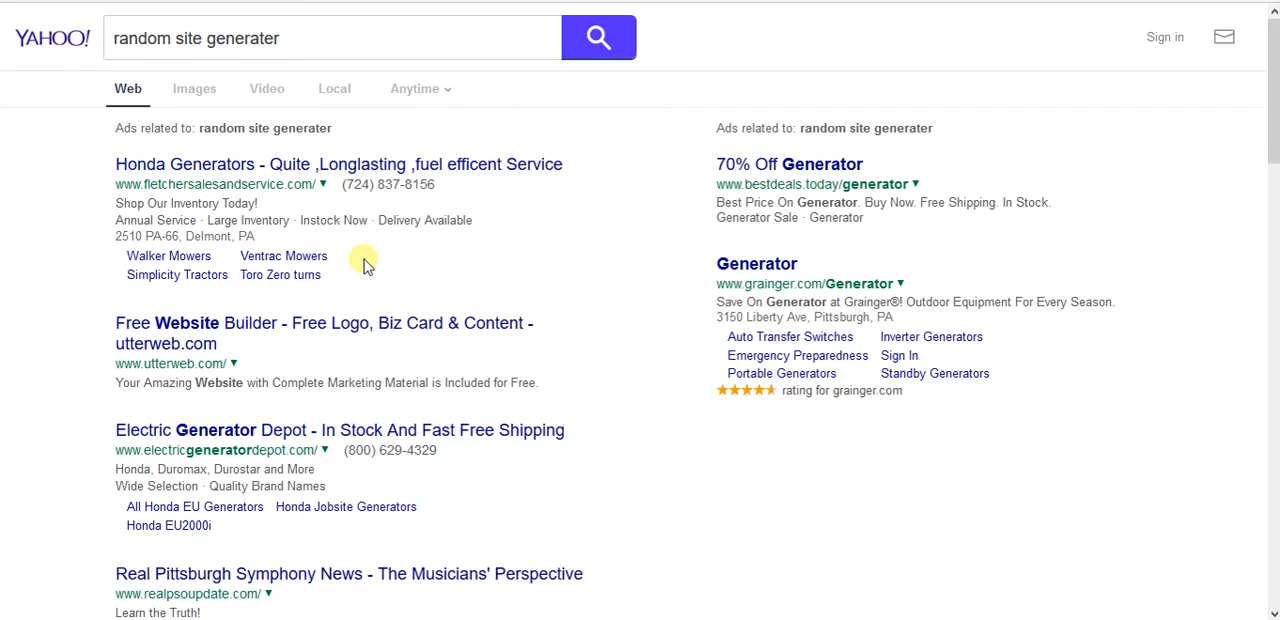 YAHOO! random site generater Sign in
Web Images Video Local Anytime
Ads related to: random site generater
Honda Generators - Quite ,Longlasting ,fuel efficent Service
www.fletchersalesandservice.com/ (724) 837-8156
Shop Our Inventory Today!
Annual Service · Large Inventory · Instock Now · Delivery Available
2510 PA-66, Delmont, PA
Walker Mowers Ventrac Mowers
Simplicity Tractors Toro Zero turns
Free Website Builder - Free Logo, Biz Card & Content -
utterweb.com
www.utterweb.com/
Your Amazing Website with Complete Marketing Material is Included for Free.
Electric Generator Depot - In Stock And Fast Free Shipping
www.electricgeneratordepot.com/ (800) 629-4329
Honda, Duromax, Durostar and More
Wide Selection · Quality Brand Names
All Honda EU Generators Honda Jobsite Generators
Honda EU2000i
Real Pittsburgh Symphony News - The Musicians' Perspective
www.realpsoupdate.com/
Learn the Truth!
Ads related to: random site generater
70% Off Generator
www.bestdeals.today/generator
Best Price On Generator. Buy Now. Free Shipping. In Stock.
Generator Sale · Generator
Generator
www.grainger.com/Generator
Save On Generator at Grainger®! Outdoor Equipment For Every Season.
3150 Liberty Ave, Pittsburgh, PA
Auto Transfer Switches Inverter Generators
Emergency Preparedness Sign In
Portable Generators Standby Generators
rating for grainger.com